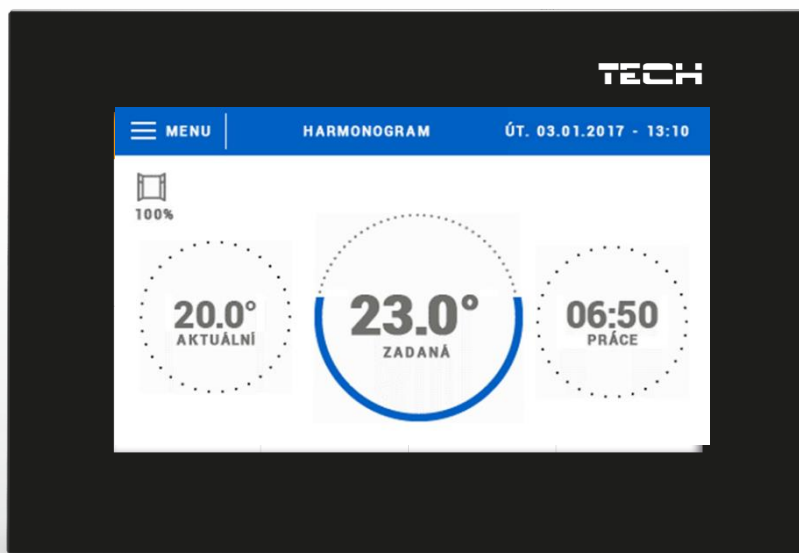 TECH
MENU
HARMONOGRAM
ÚT. 03.01.2017 - 13:10
100%
20.0°
AKTUÁLNÍ
23.0°
ZADANÁ
06:50
PRÁCE